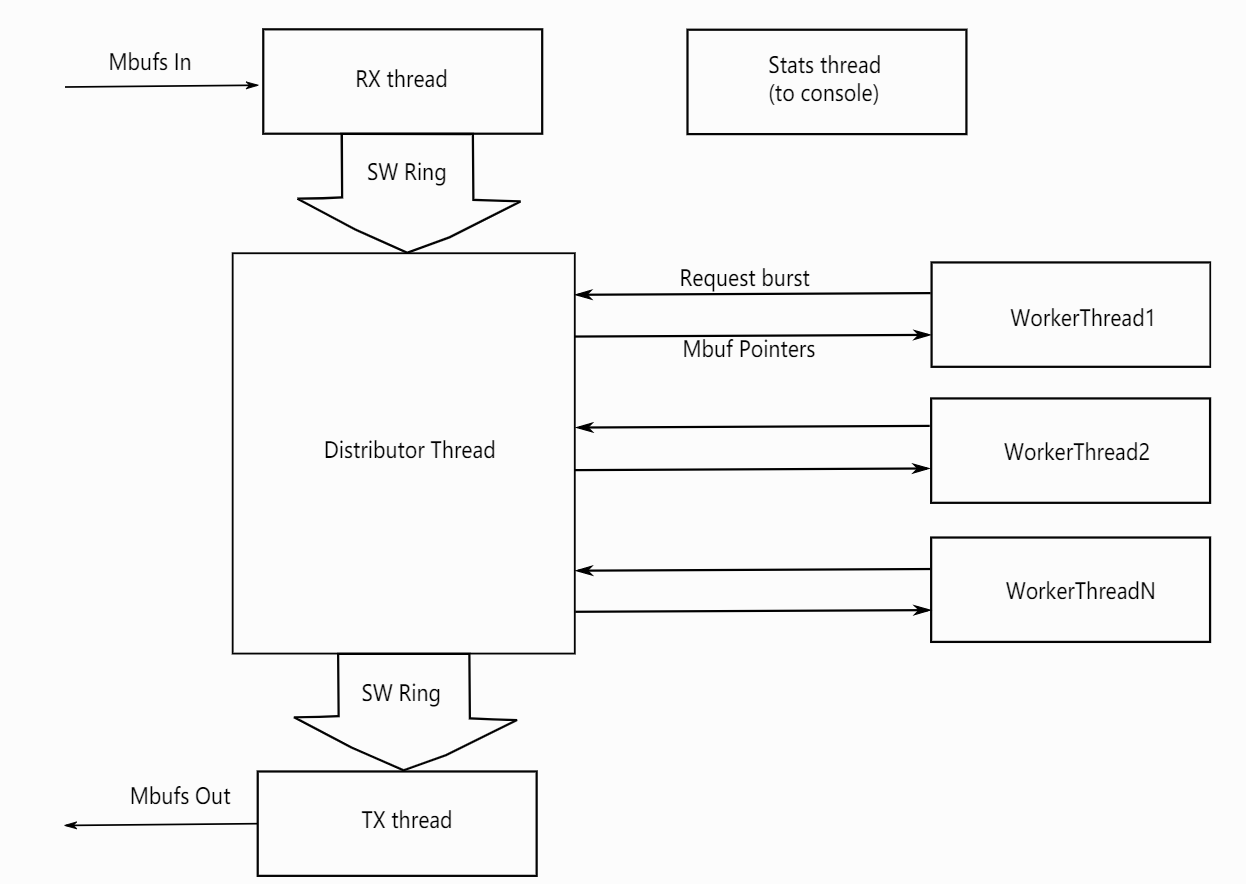 Mbufs In
RX thread
Stats thread
(to console)
SW Ring
Request burst
WorkerThread1
Mbuf Pointers
Distributor Thread
WorkerThread2
WorkerThreadN
SW Ring
Mbufs Out
TX thread